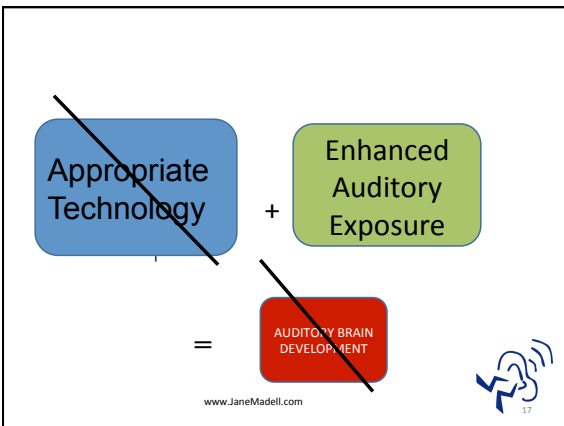 Appropriate
Technology
+
Enhanced
Auditory
Exposure
=
AUDITORY BRAIN
DEVELOPMENT
www.JaneMadell.com
17